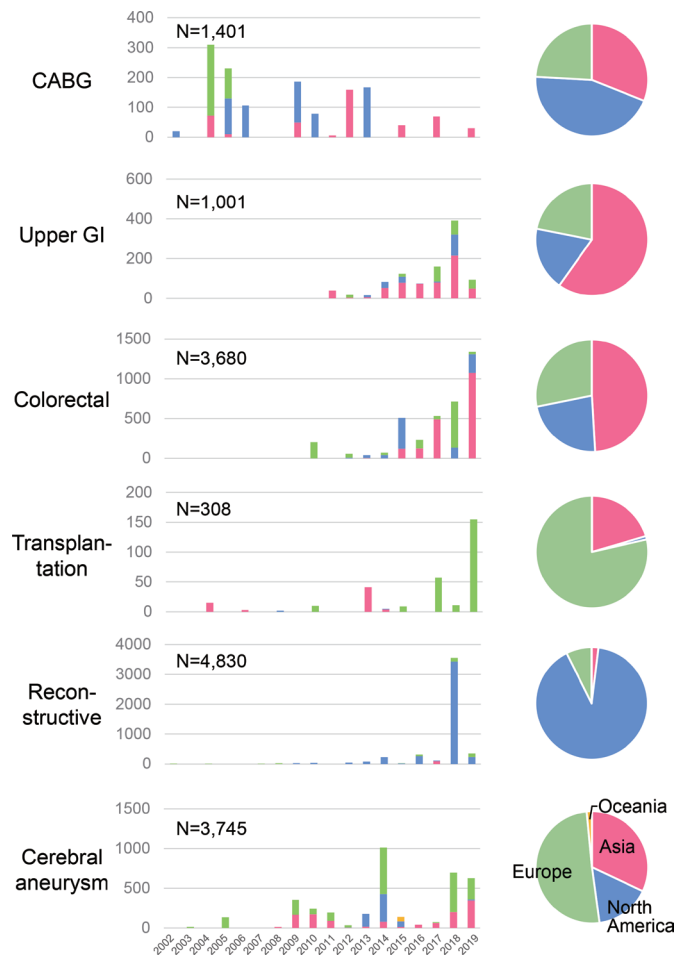 400
300
200
100
0
N=1,401
CABG
600
400
200
0
N=1,001
Upper GI
1500
1000
500
0
N=3,680
Colorectal
200
150
100
50
0
N=308
Transplan-
tation
4000
3000
2000
1000
0
N=4,830
Recon-
structive
1500
1000
500
0
N=3,745
Cerebral
aneurysm
2002
2003
2004
2005
2006
2007
2008
2009
2010
2011
2012
2013
2014
2015
2016
2017
2018
2019
Oceania
Asia
Europe
North
America